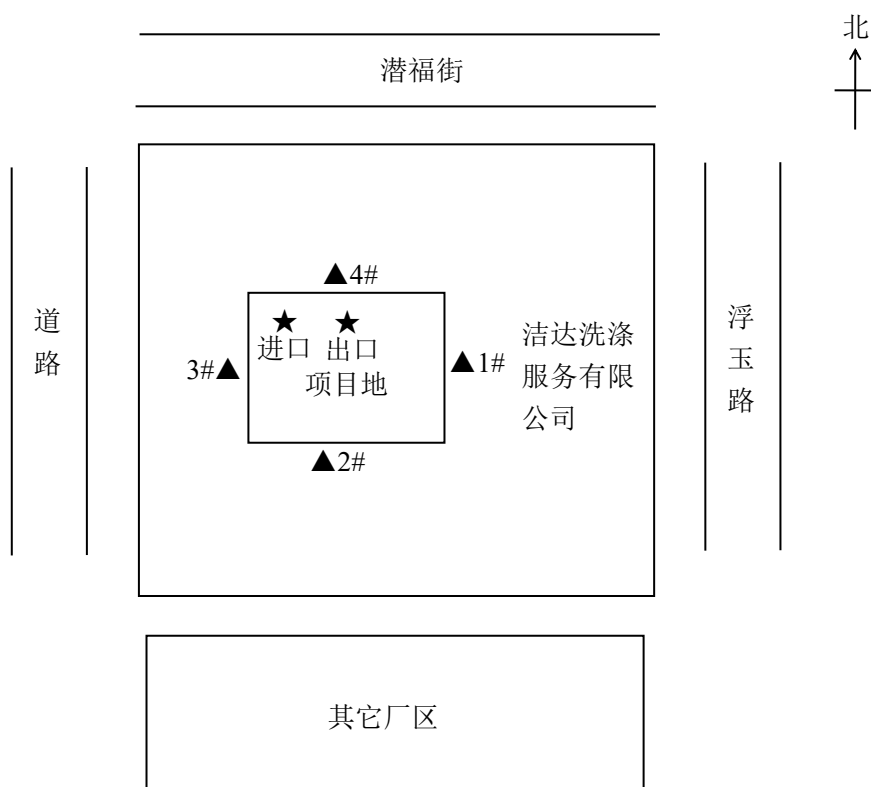 北
潜福街
▲4#
道路
进口
出口
3#▲
项目地
▲1#
洁达洗涤
服务有限
公司
浮玉路
▲2#
其它厂区